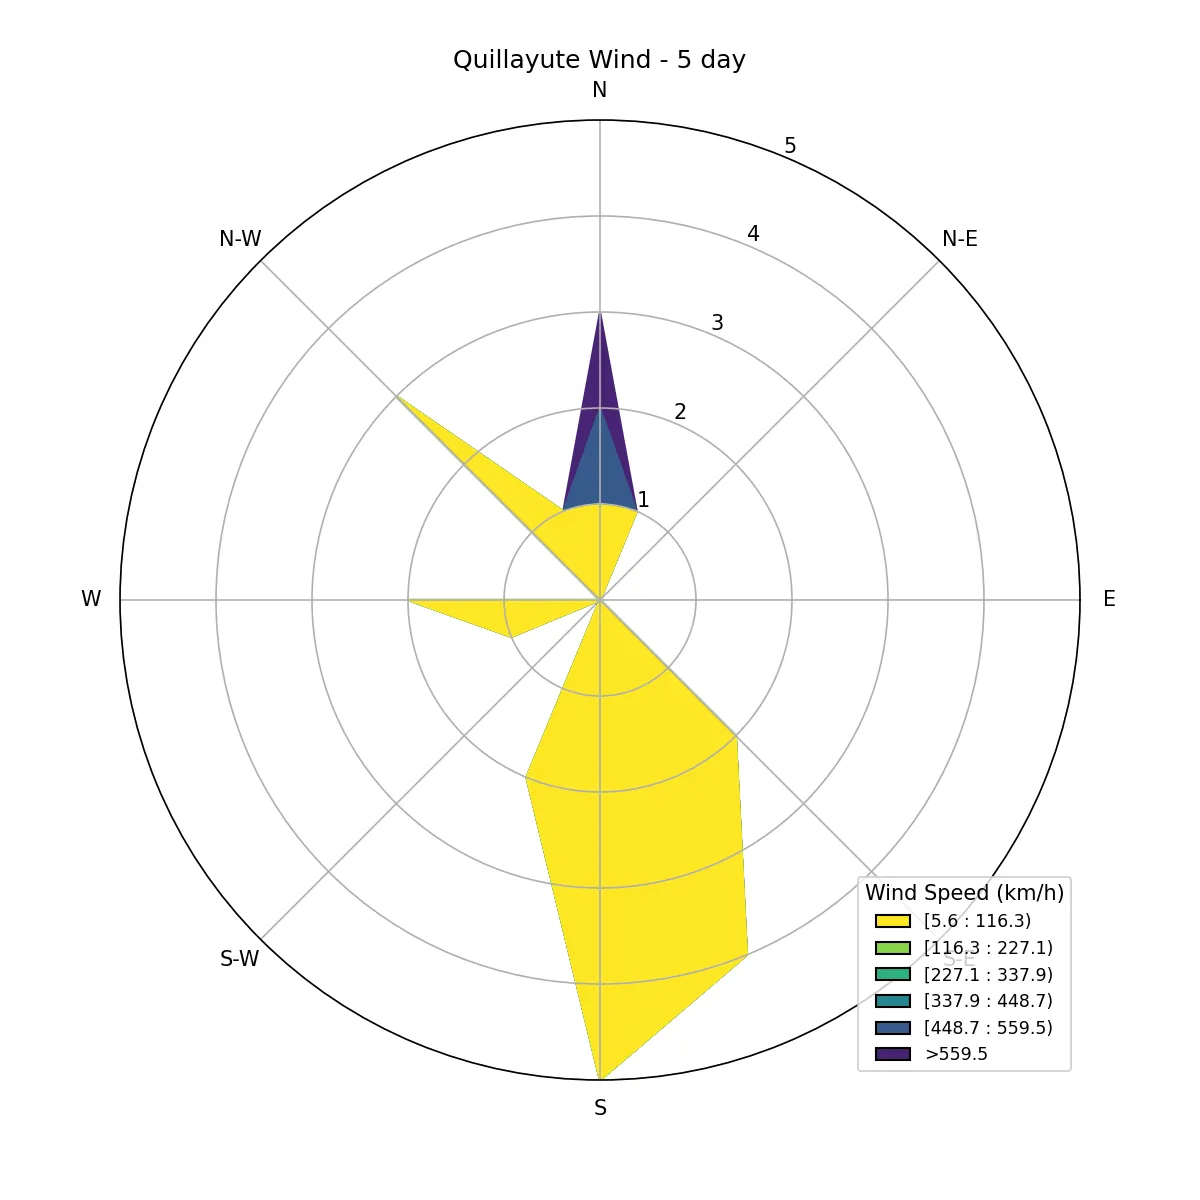 Quillayute Wind - 5 day
N
5
N-W
4
N-E
3
2
1
W
E
S-W
S-E
S
Wind Speed (km/h)
[5.6 : 116.3)
[116.3 : 227.1)
[227.1 : 337.9)
[337.9 : 448.7)
[448.7 : 559.5)
>559.5